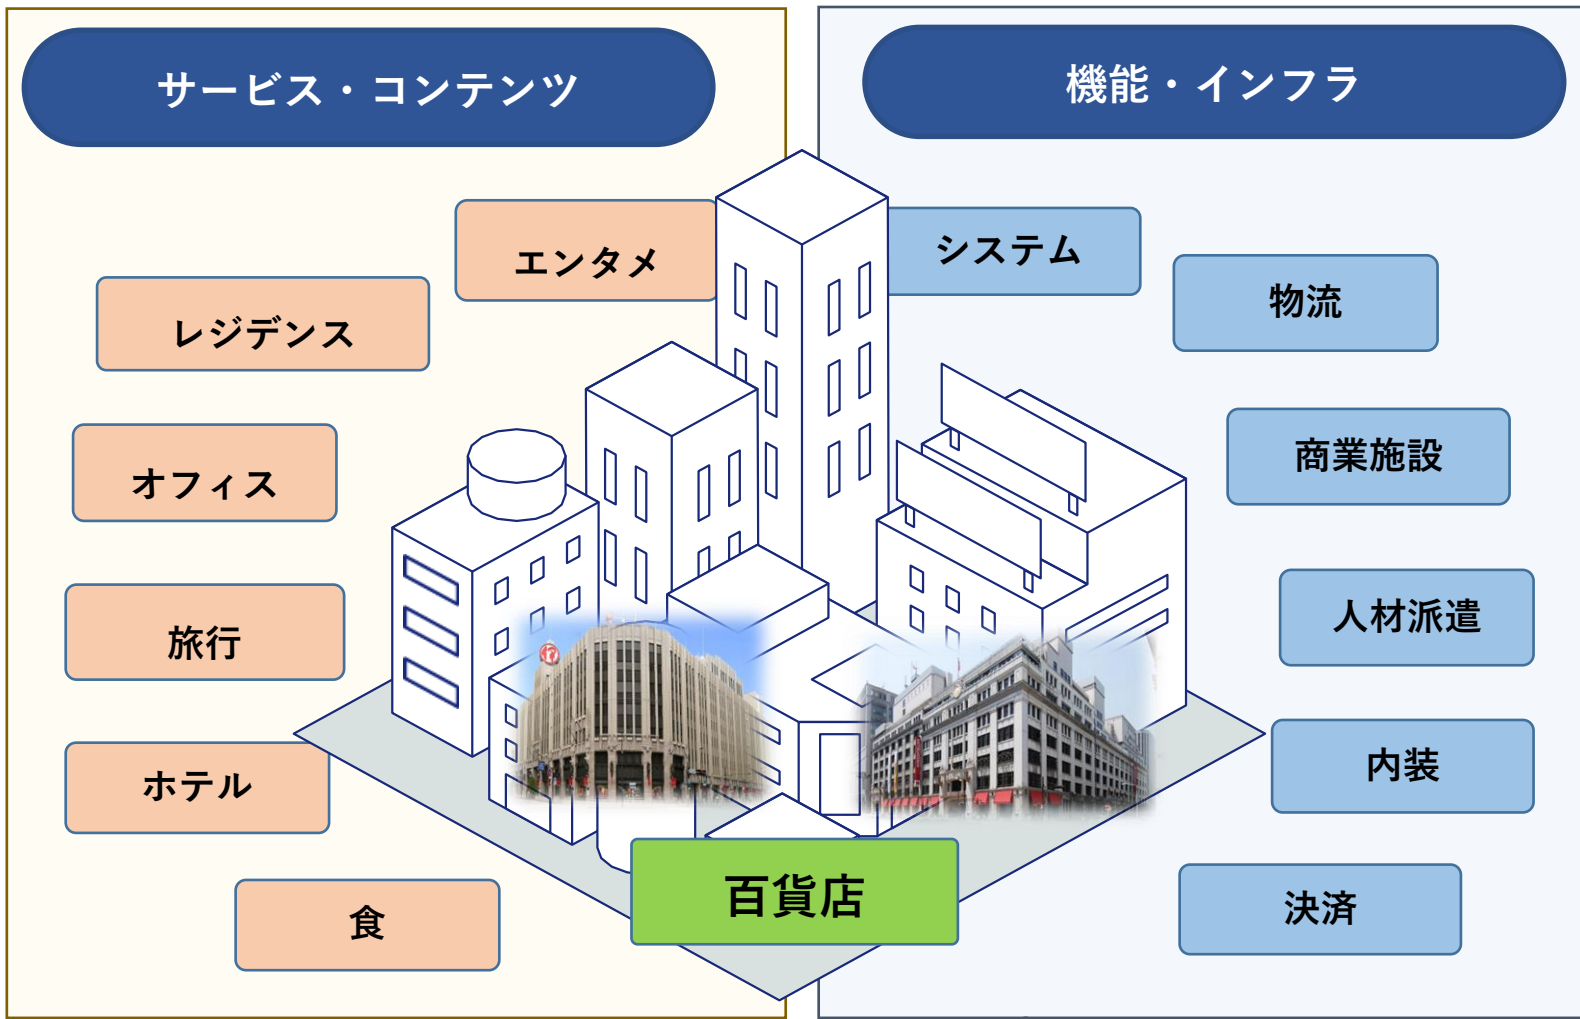 サービス・コンテンツ
機能・インフラ
エンタメ
レジデンス
オフィス
旅行
ホテル
食
システム
物流
商業施設
人材派遣
内装
決済
百貨店